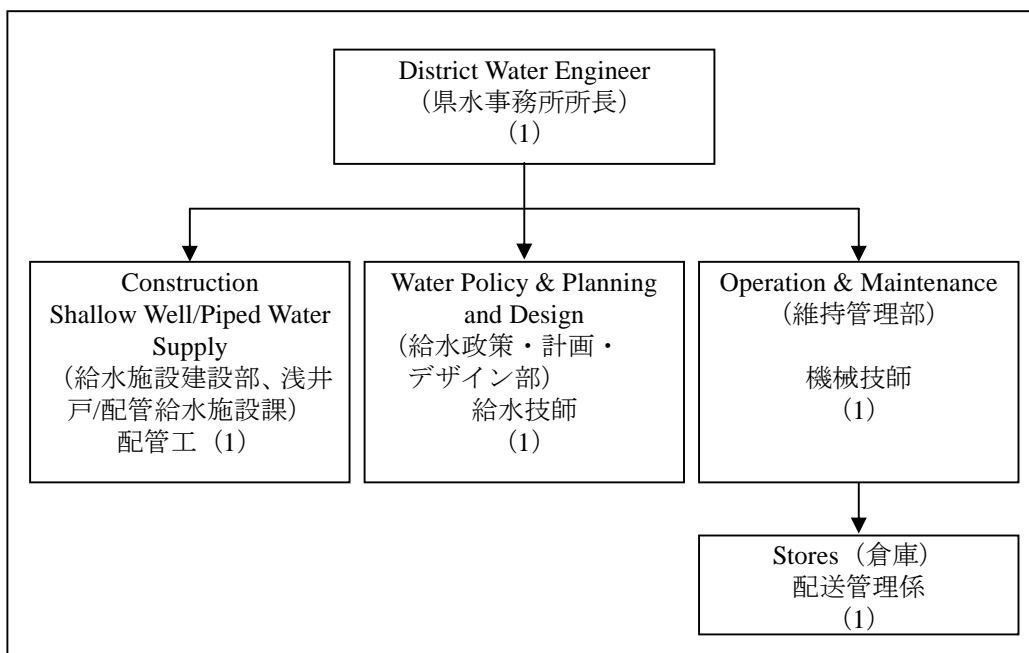 District Water Engineer
（県水事務所所長）
（1）
Construction
Shallow Well/Piped Water
Supply
（給水施設建設部、浅井
戸/配管給水施設課）
配管工（1）
Water Policy & Planning
and Design
（給水政策・計画・
デザイン部）
給水技師
（1）
Operation & Maintenance
（維持管理部）
機械技師
（1）
Stores（倉庫）
配送管理係
（1）